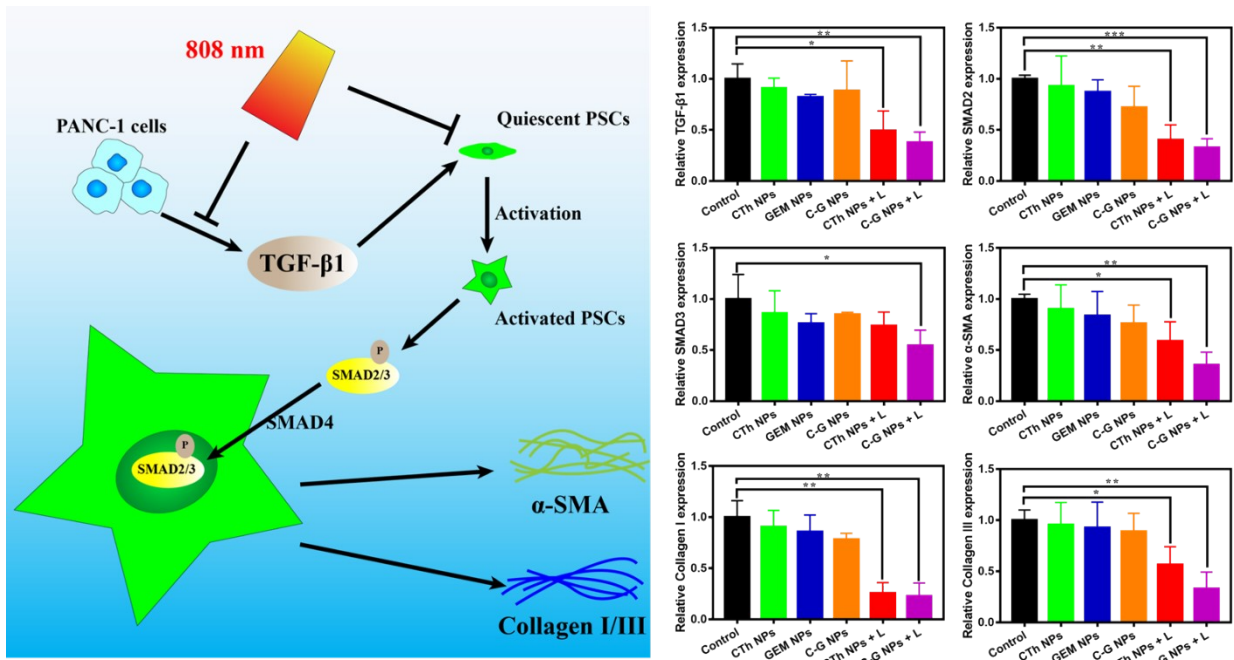 808 nm
PANC-1 cells
Quiescent PSCs
TGF-β1
Activation
Activated PSCs
P
SMAD2/3
SMAD4
P
SMAD2/3
α-SMA
Collagen I/III
Relative TGF-β1 expression
1.5
1.0
0.5
0.0
**
*
Control
CTh NPs
GEM NPs
C-G NPs
CTh NPs + L
C-G NPs + L
Relative SMAD2 expression
1.5
1.0
0.5
0.0
***
**
Control
CTh NPs
GEM NPs
C-G NPs
CTh NPs + L
C-G NPs + L
Relative SMAD3 expression
1.5
1.0
0.5
0.0
*
Control
CTh NPs
GEM NPs
C-G NPs
CTh NPs + L
C-G NPs + L
Relative α-SMA expression
1.5
1.0
0.5
0.0
**
*
Control
CTh NPs
GEM NPs
C-G NPs
CTh NPs + L
C-G NPs + L
Relative Collagen I expression
1.5
1.0
0.5
0.0
**
**
Control
CTh NPs
GEM NPs
C-G NPs
CTh NPs + L
C-G NPs + L
Relative Collagen III expression
1.5
1.0
0.5
0.0
**
*
Control
CTh NPs
GEM NPs
C-G NPs
CTh NPs + L
C-G NPs + L